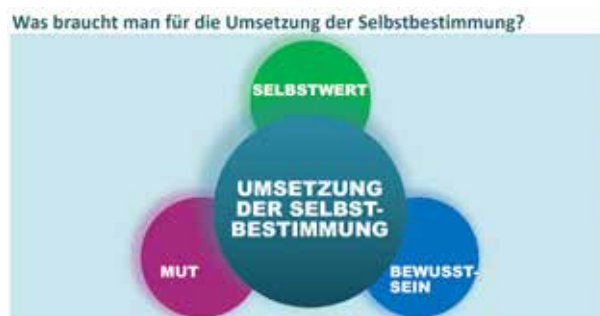 Was braucht man für die Umsetzung der Selbstbestimmung?
SELBSTWERT
UMSETZUNG
DER SELBST-
BESTIMMUNG
MUT
BEWUSST-
SEIN